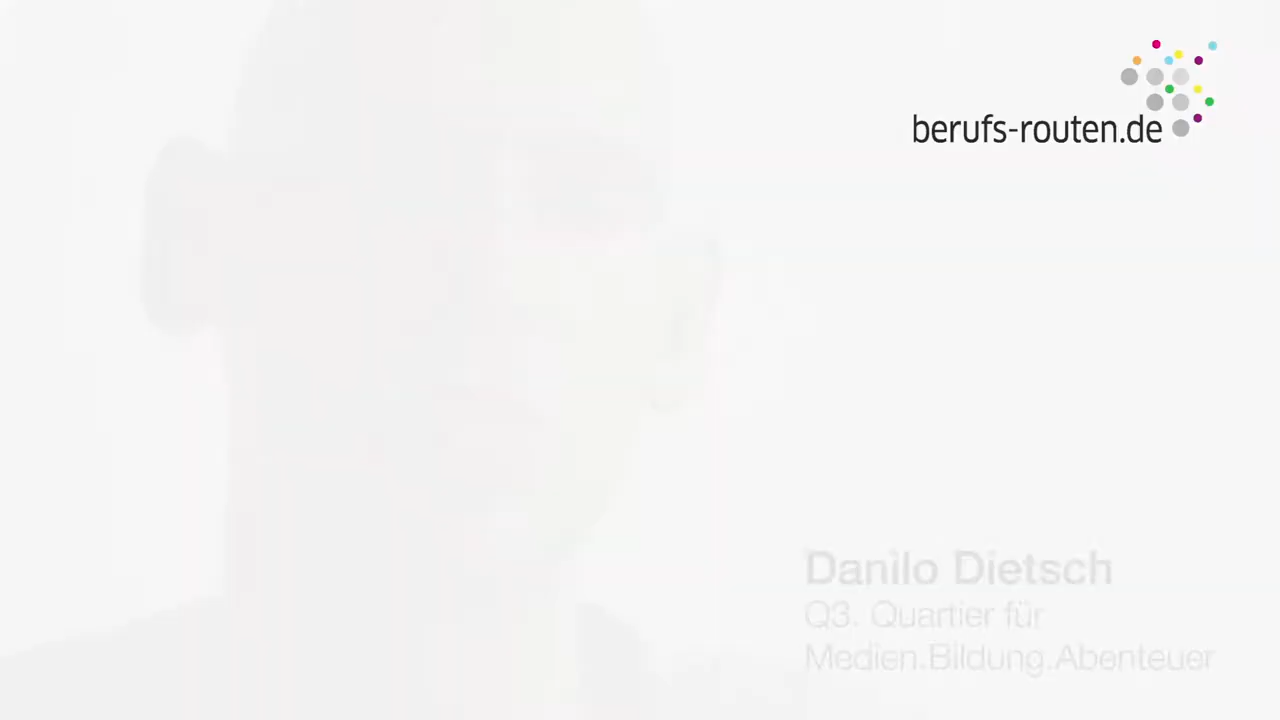 berufs-routen.de
Danilo Dietsch
Q3. Quartier für
Medien.Bildung.Abenteuer